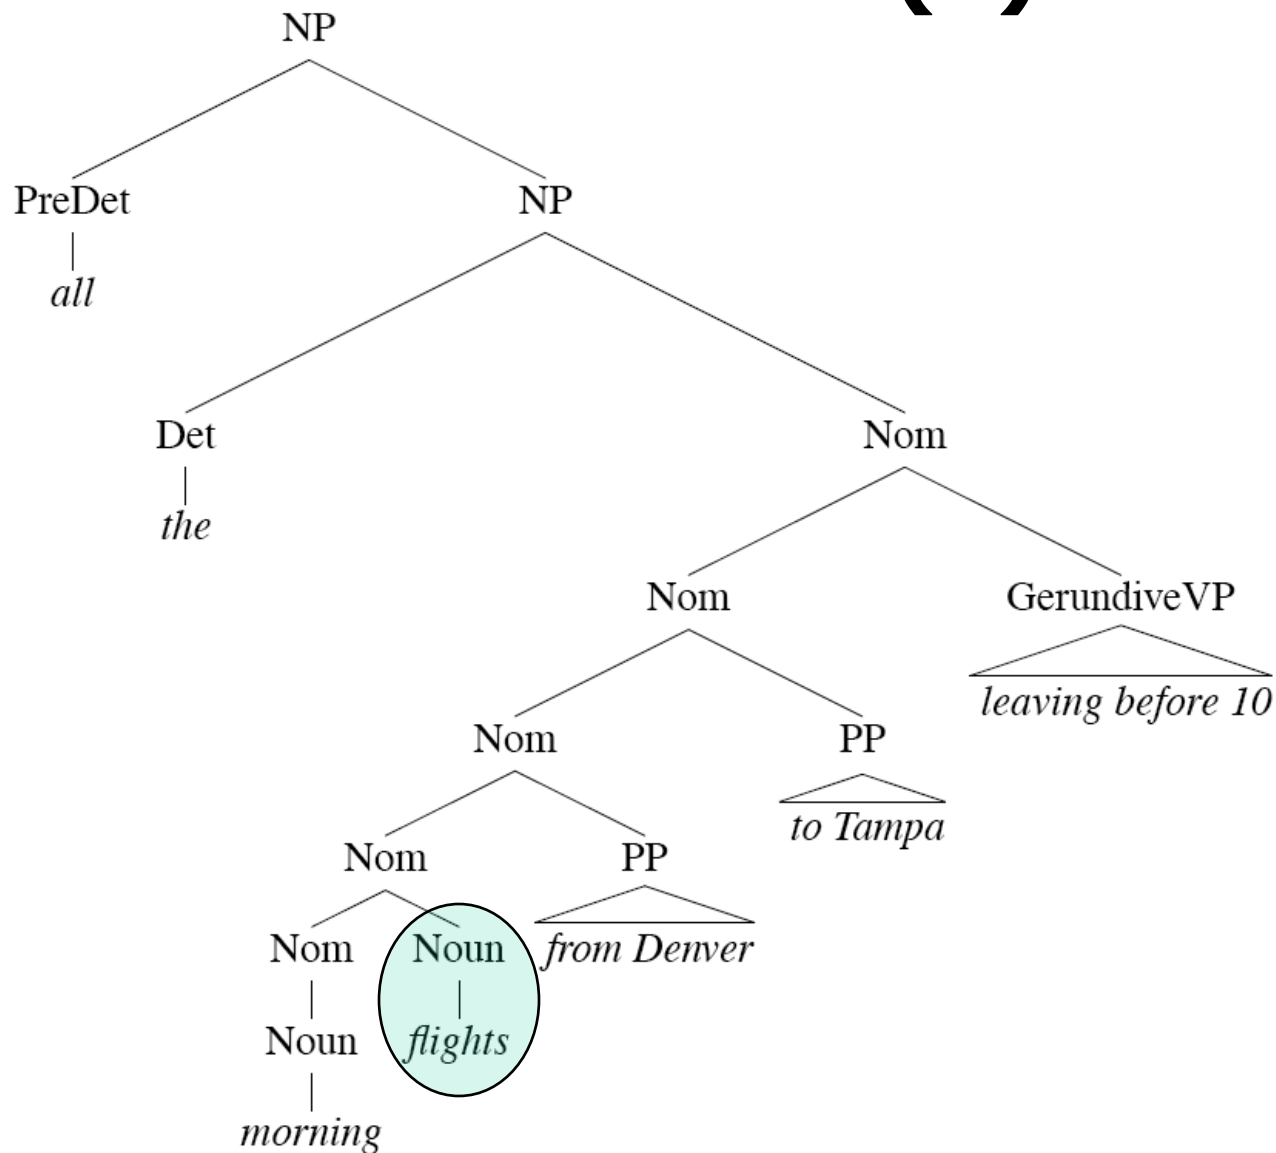 NP
PreDet NP
all
Det Nom
the
Nom GerundiveVP
leaving before 10
Nom PP
to Tampa
Nom PP
Nom Noun from Denver
Noun flights
morning